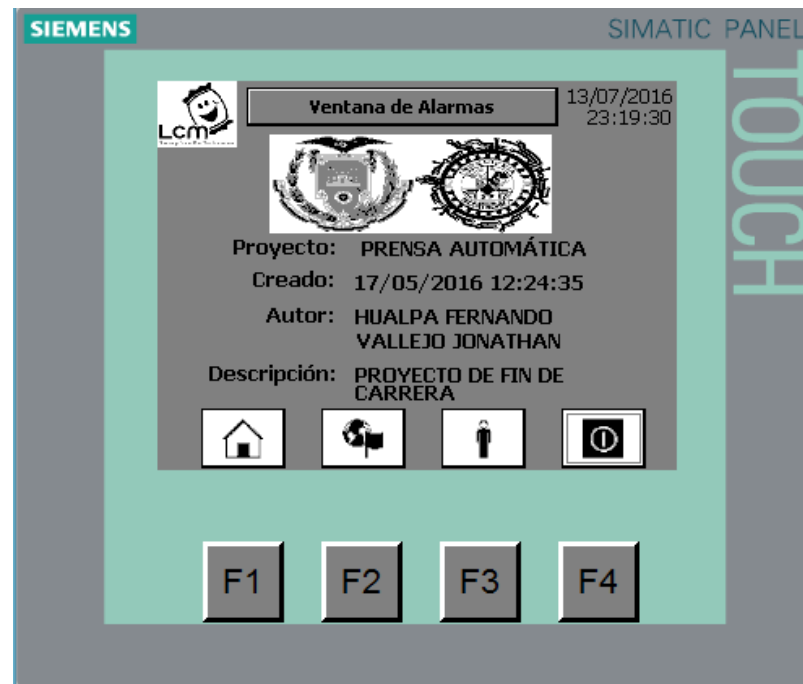 SIEMENS
SIMATIC PANEL
TOUCH
Lcm
Ventana de Alarmas
13/07/2016
23:19:30
Proyecto: PRENSA AUTOMÁTICA
Creado: 17/05/2016 12:24:35
Autor: HUALPA FERNANDO
VALLEJO JONATHAN
Descripción: PROYECTO DE FIN DE
CARRERA
F1 F2 F3 F4